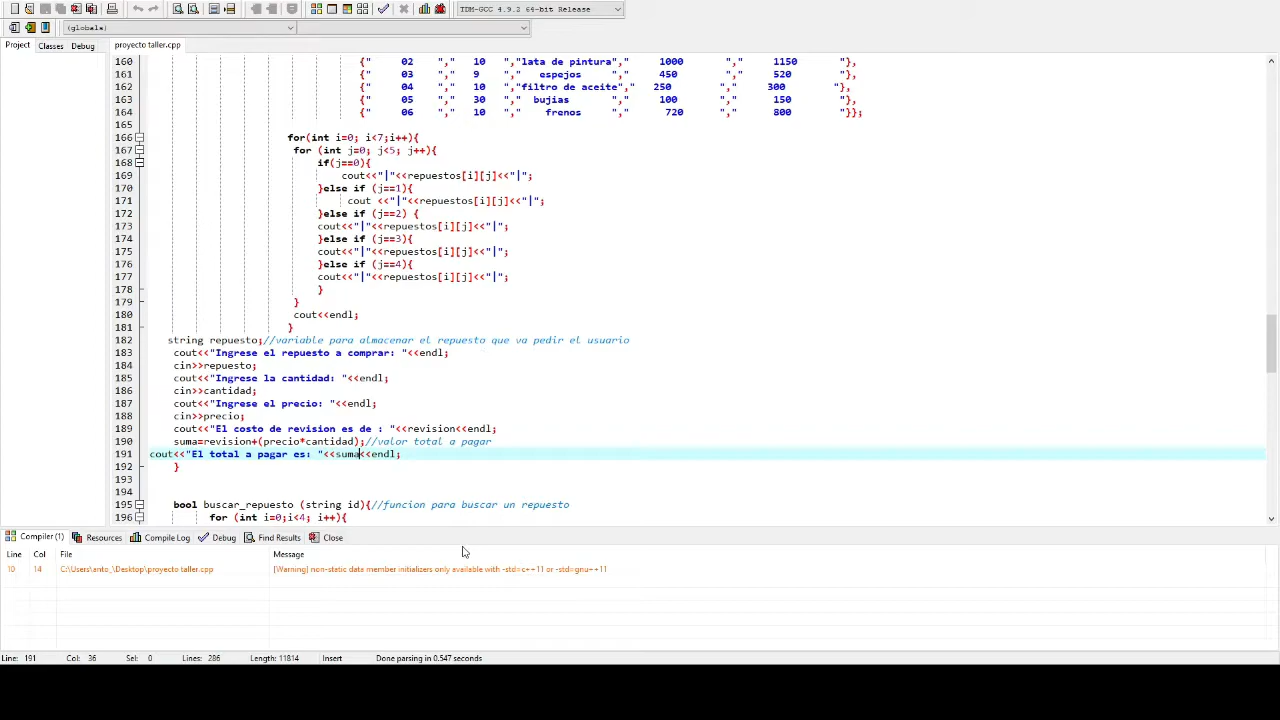 TDM-GCC 4.9.2 64-bit Release
(globals)
Project Classes Debug proyecto taller.cpp
160 {" 02 "," 10 ","lata de pintura"," 1000 "," 1150 "},
161 {" 03 "," 9 "," espejos "," 450 "," 520 "},
162 {" 04 "," 10 ","filtro de aceite"," 250 "," 300 "},
163 {" 05 "," 30 "," bujias "," 100 "," 150 "},
164 {" 06 "," 10 "," frenos "," 720 "," 800 "}};
165
166 for(int i=0; i<7;i++){
167 for (int j=0; j<5; j++){
168 if(j==0){
169 cout<<"|"<<repuestos[i][j]<<"|";
170 }else if (j==1){
171 cout <<"|"<<repuestos[i][j]<<"|";
172 }else if (j==2) {
173 cout<<"|"<<repuestos[i][j]<<"|";
174 }else if (j==3){
175 cout<<"|"<<repuestos[i][j]<<"|";
176 }else if (j==4){
177 cout<<"|"<<repuestos[i][j]<<"|";
178 }
179 }
180 cout<<endl;
181 }
182 string repuesto;//variable para almacenar el repuesto que va pedir el usuario
183 cout<<"Ingrese el repuesto a comprar: "<<endl;
184 cin>>repuesto;
185 cout<<"Ingrese la cantidad: "<<endl;
186 cin>>cantidad;
187 cout<<"Ingrese el precio: "<<endl;
188 cin>>precio;
189 cout<<"El costo de revision es de : "<<revision<<endl;
190 suma=revision+(precio*cantidad);//valor total a pagar
191 cout<<"El total a pagar es: "<<suma<<endl;
192 }
193
194
195 bool buscar_repuesto (string id){//funcion para buscar un repuesto
196 for (int i=0;i<4; i++){
Compiler (1) Resources Compile Log Debug Find Results Close
Line Col File Message
10 14 C:\Users\anto_\Desktop\proyecto taller.cpp [Warning] non-static data member initializers only available with -std=c++11 or -std=gnu++11
Line: 191 Col: 36 Sel: 0 Lines: 286 Length: 11814 Insert Done parsing in 0.547 seconds